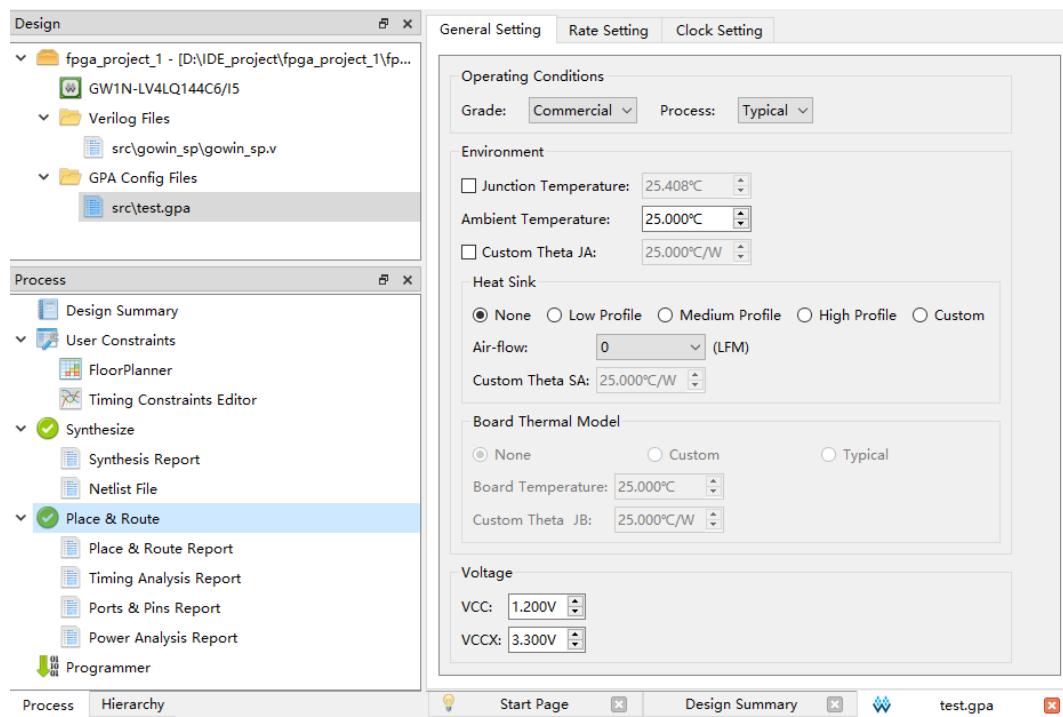 Design
fpga_project_1 - [D:\IDE_project\fpga_project_1\fp...
GW1N-LV4LQ144C6/I5
Verilog Files
src\gowin_sp\gowin_sp.v
GPA Config Files
src\test.gpa
Process
Design Summary
User Constraints
FloorPlanner
Timing Constraints Editor
Synthesize
Synthesis Report
Netlist File
Place & Route
Place & Route Report
Timing Analysis Report
Ports & Pins Report
Power Analysis Report
01
10
01
Programmer
Process Hierarchy
General Setting Rate Setting Clock Setting
Operating Conditions
Grade: Commercial Process: Typical
Environment
Junction Temperature: 25.408°C
Ambient Temperature: 25.000°C
Custom Theta JA: 25.000°C/W
Heat Sink
None Low Profile Medium Profile High Profile Custom
Air-flow: 0 (LFM)
Custom Theta SA: 25.000°C/W
Board Thermal Model
None Custom Typical
Board Temperature: 25.000°C
Custom Theta JB: 25.000°C/W
Voltage
VCC: 1.200V
VCCX: 3.300V
Start Page Design Summary test.gpa